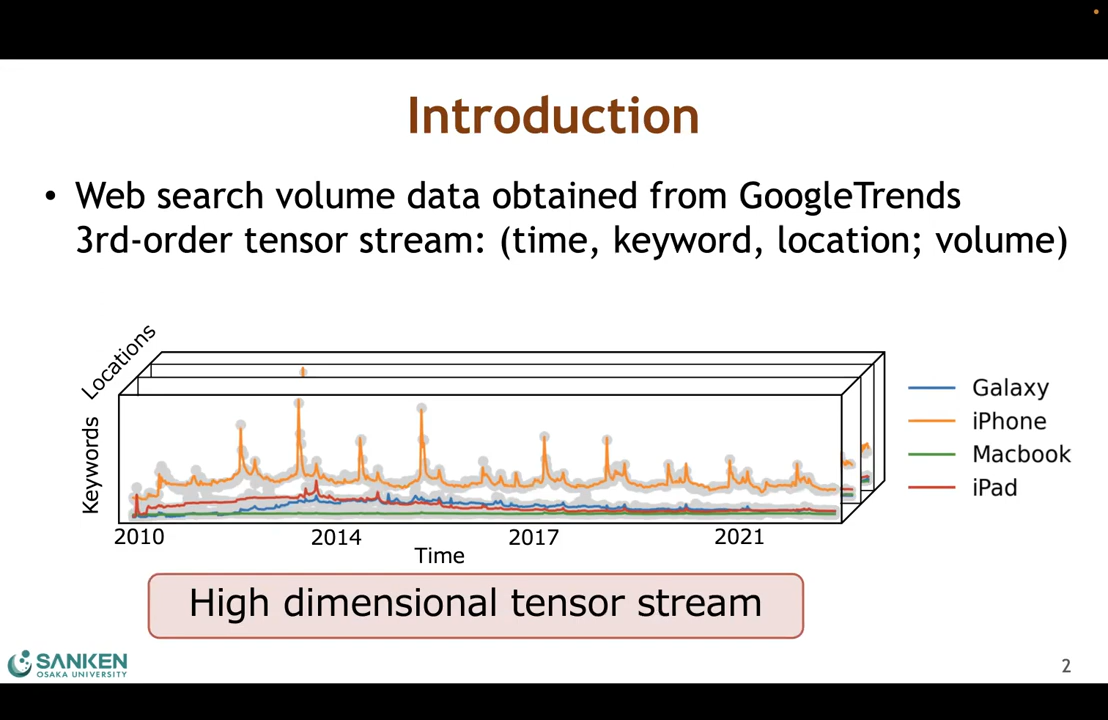 Introduction
• Web search volume data obtained from GoogleTrends
3rd-order tensor stream: (time, keyword, location; volume)
Locations
Keywords
Galaxy
iPhone
Macbook
iPad
2010 2014 2017 2021
Time
High dimensional tensor stream
SANKEN
OSAKA UNIVERSITY
2